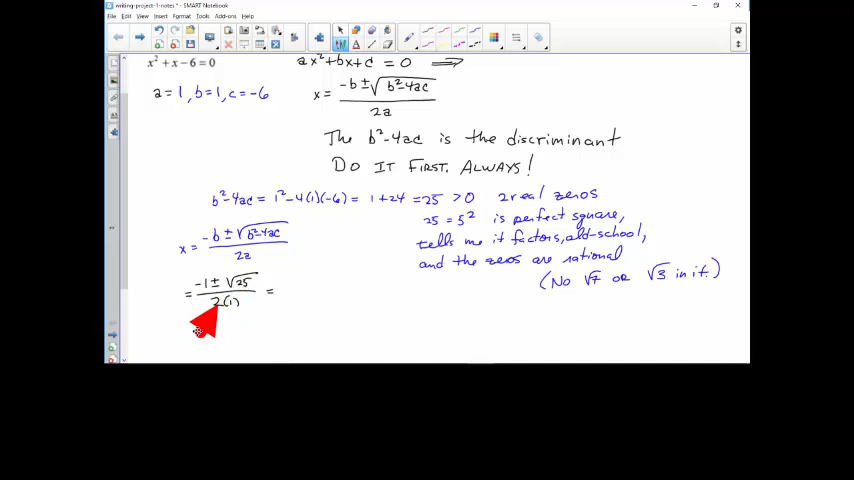 writing-project-1-notes * - SMART Notebook
File Edit View Insert Format Tools Add-ons Help
x² + x - 6 = 0
ax²+bx+c = 0 ⟹
a = 1, b = 1, c = -6
x = (-b ± √(b²-4ac)) / 2a
The b²-4ac is the discriminant
DO IT FIRST. ALWAYS!
b²-4ac = 1²-4(1)(-6) = 1+24 = 25 > 0 2 real zeros
25 = 5² is perfect square,
tells me it factors, old-school,
and the zeros are rational
(No √7 or √3 in it.)
x = (-b ± √(b²-4ac)) / 2a
= (-1 ± √25) / 2(1) =